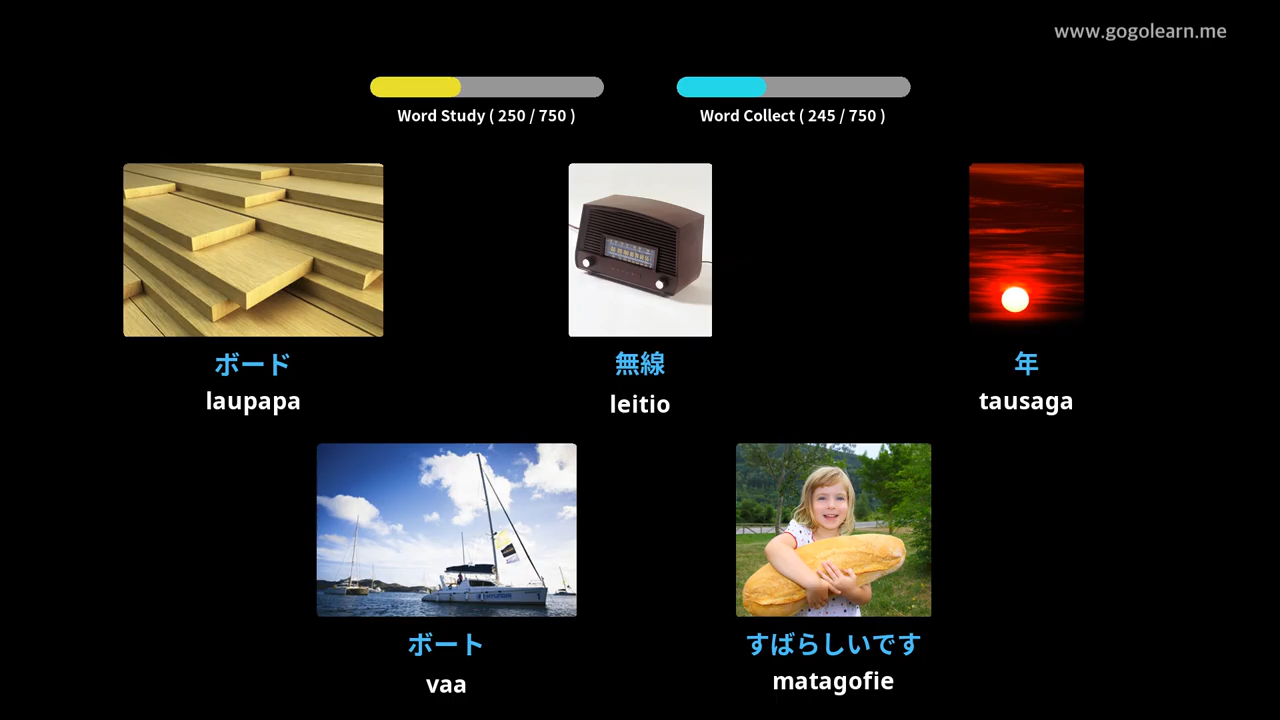 www.gogolearn.me
Word Study ( 250 / 750 )
Word Collect ( 245 / 750 )
ボード
laupapa
無線
leitio
年
tausaga
ボート
vaa
すばらしいです
matagofie